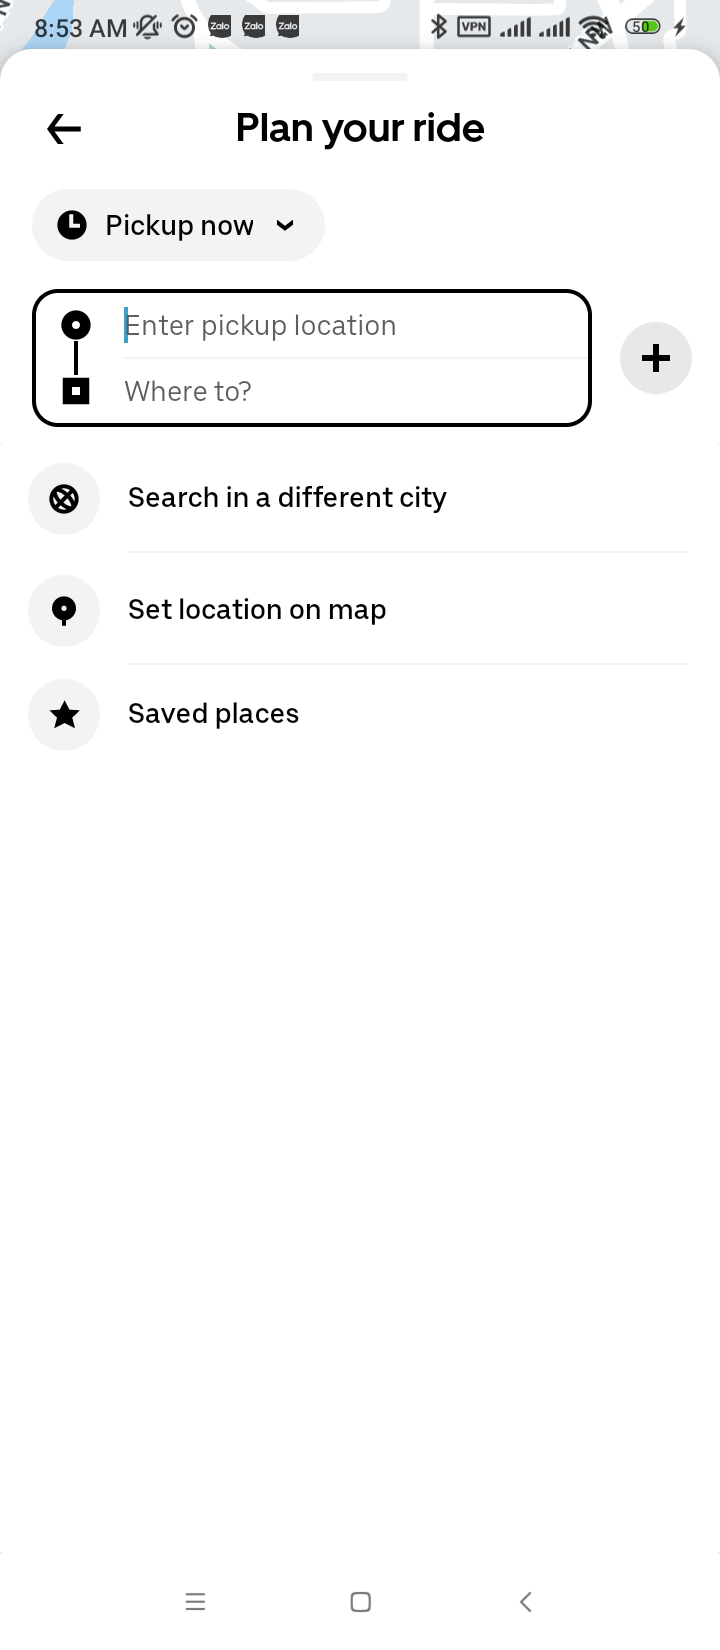 8:53 AM Zalo Zalo Zalo VPN 50
Plan your ride
Pickup now
Enter pickup location
Where to?
Search in a different city
Set location on map
Saved places